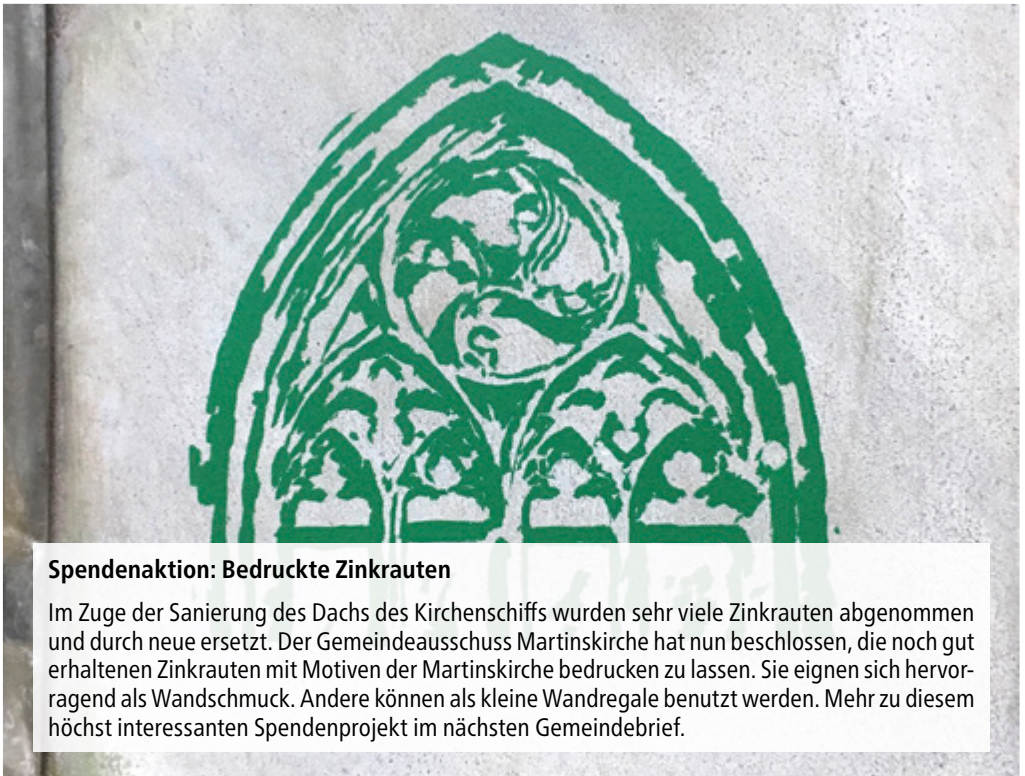 Spendenaktion: Bedruckte Zinkrauten
Im Zuge der Sanierung des Dachs des Kirchenschiffs wurden sehr viele Zinkrauten abgenommen
und durch neue ersetzt. Der Gemeindeausschuss Martinskirche hat nun beschlossen, die noch gut
erhaltenen Zinkrauten mit Motiven der Martinskirche bedrucken zu lassen. Sie eignen sich hervor-
ragend als Wandschmuck. Andere können als kleine Wandregale benutzt werden. Mehr zu diesem
höchst interessanten Spendenprojekt im nächsten Gemeindebrief.